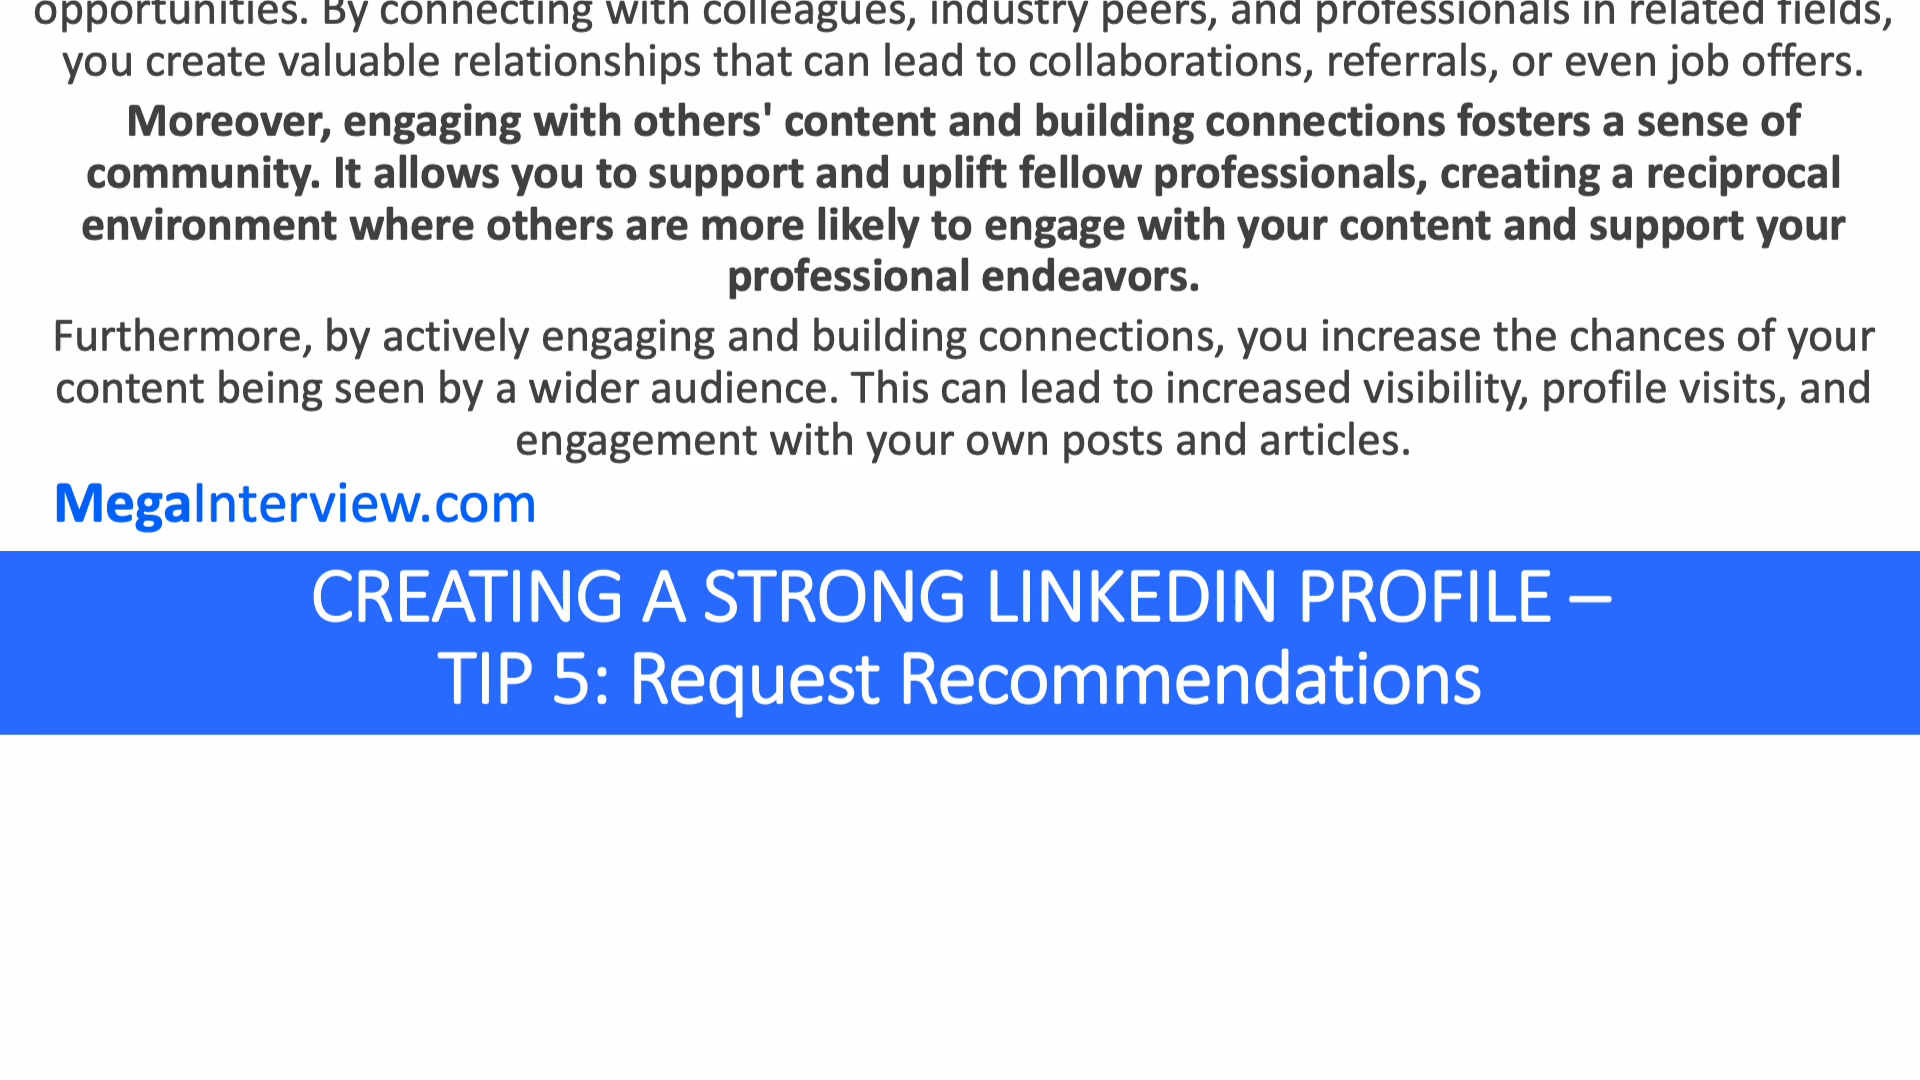 opportunities. By connecting with colleagues, industry peers, and professionals in related fields,
you create valuable relationships that can lead to collaborations, referrals, or even job offers.
Moreover, engaging with others' content and building connections fosters a sense of
community. It allows you to support and uplift fellow professionals, creating a reciprocal
environment where others are more likely to engage with your content and support your
professional endeavors.
Furthermore, by actively engaging and building connections, you increase the chances of your
content being seen by a wider audience. This can lead to increased visibility, profile visits, and
engagement with your own posts and articles.
MegaInterview.com
CREATING A STRONG LINKEDIN PROFILE –
TIP 5: Request Recommendations